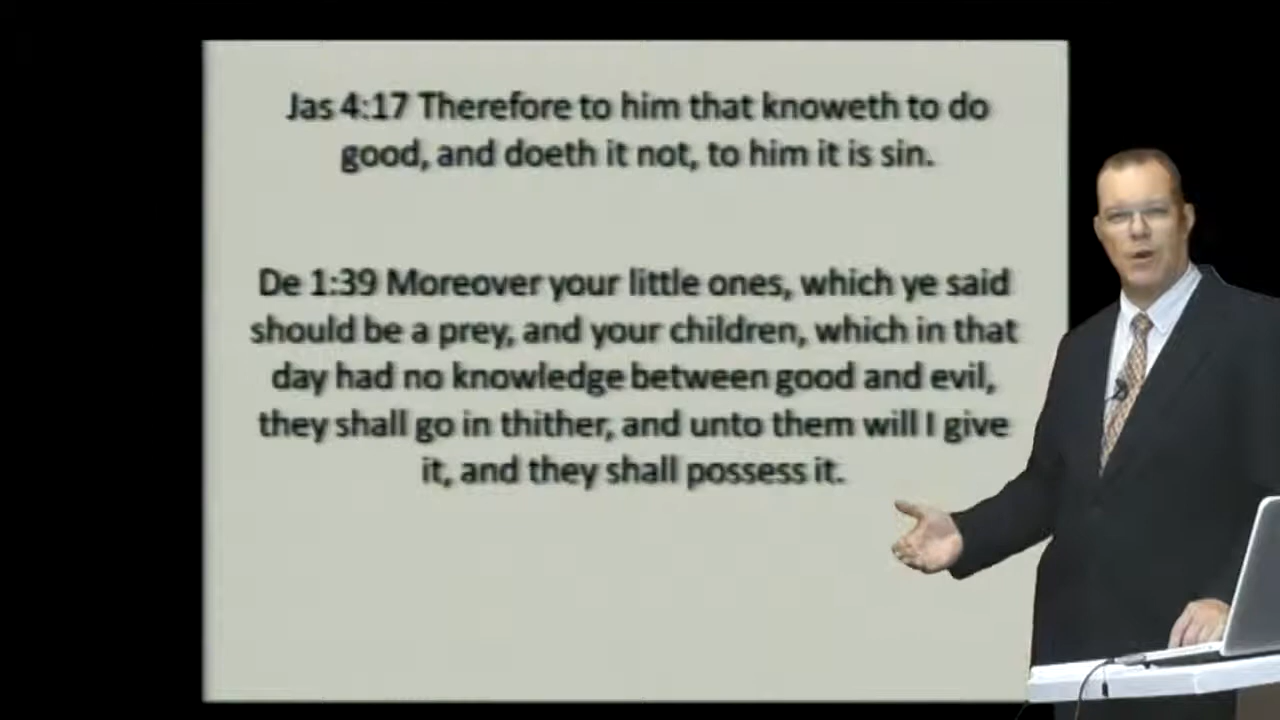 Jas 4:17 Therefore to him that knoweth to do
good, and doeth it not, to him it is sin.
De 1:39 Moreover your little ones, which ye said
should be a prey, and your children, which in that
day had no knowledge between good and evil,
they shall go in thither, and unto them will I give
it, and they shall possess it.